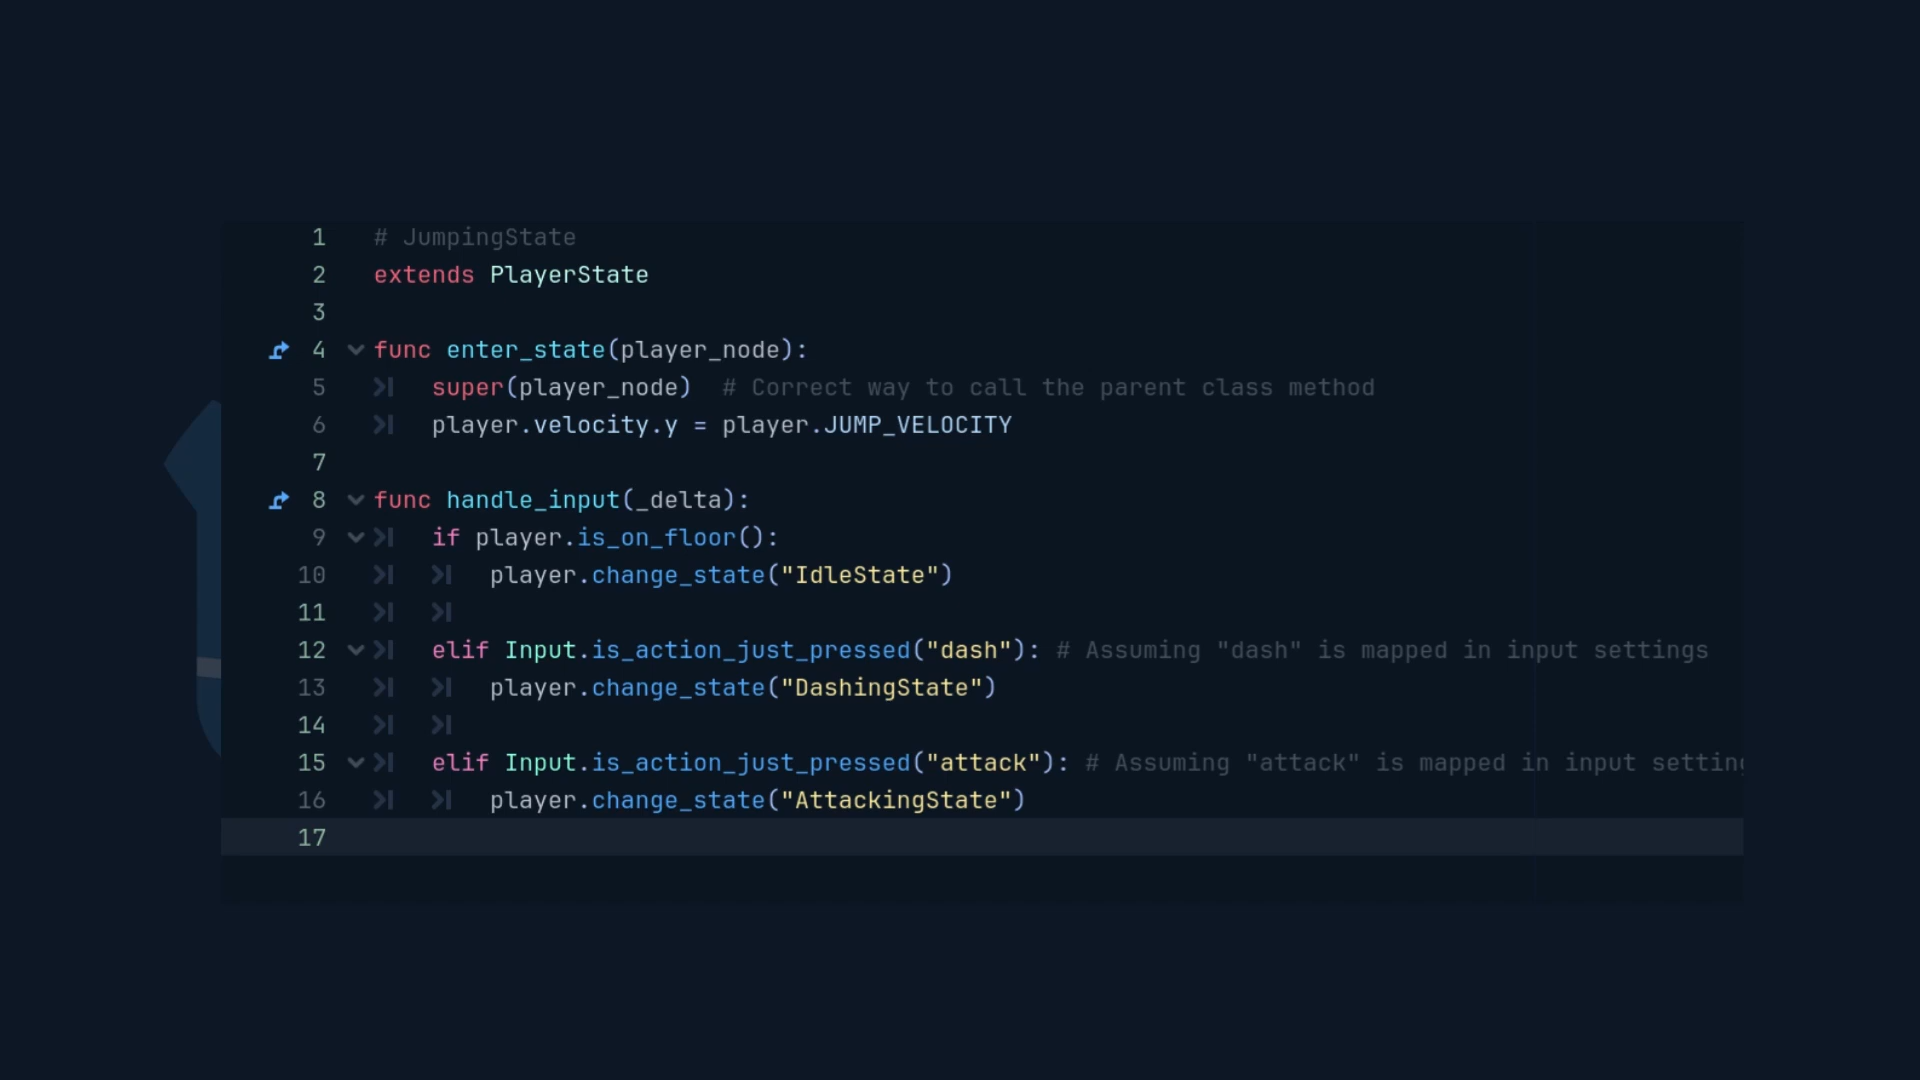 1 # JumpingState
2 extends PlayerState
3
4 func enter_state(player_node):
5 super(player_node) # Correct way to call the parent class method
6 player.velocity.y = player.JUMP_VELOCITY
7
8 func handle_input(_delta):
9 if player.is_on_floor():
10 player.change_state("IdleState")
11
12 elif Input.is_action_just_pressed("dash"): # Assuming "dash" is mapped in input settings
13 player.change_state("DashingState")
14
15 elif Input.is_action_just_pressed("attack"): # Assuming "attack" is mapped in input settin
16 player.change_state("AttackingState")
17